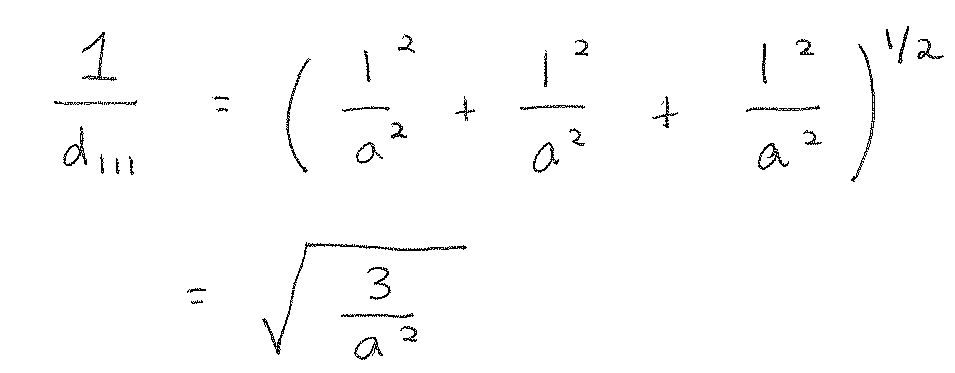 1/d₁₁₁ = (1²/a² + 1²/a² + 1²/a²)^1/2
= √(3/a²)